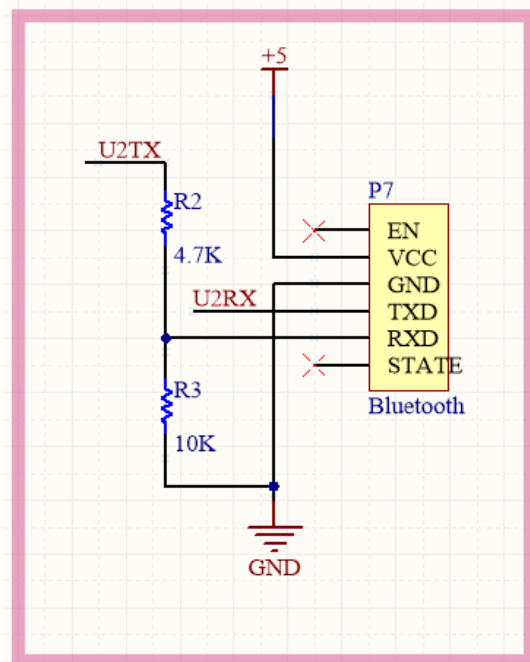 +5
U2TX
P7
R2
EN
4.7K
VCC
GND
U2RX
TXD
RXD
STATE
R3
Bluetooth
10K
GND